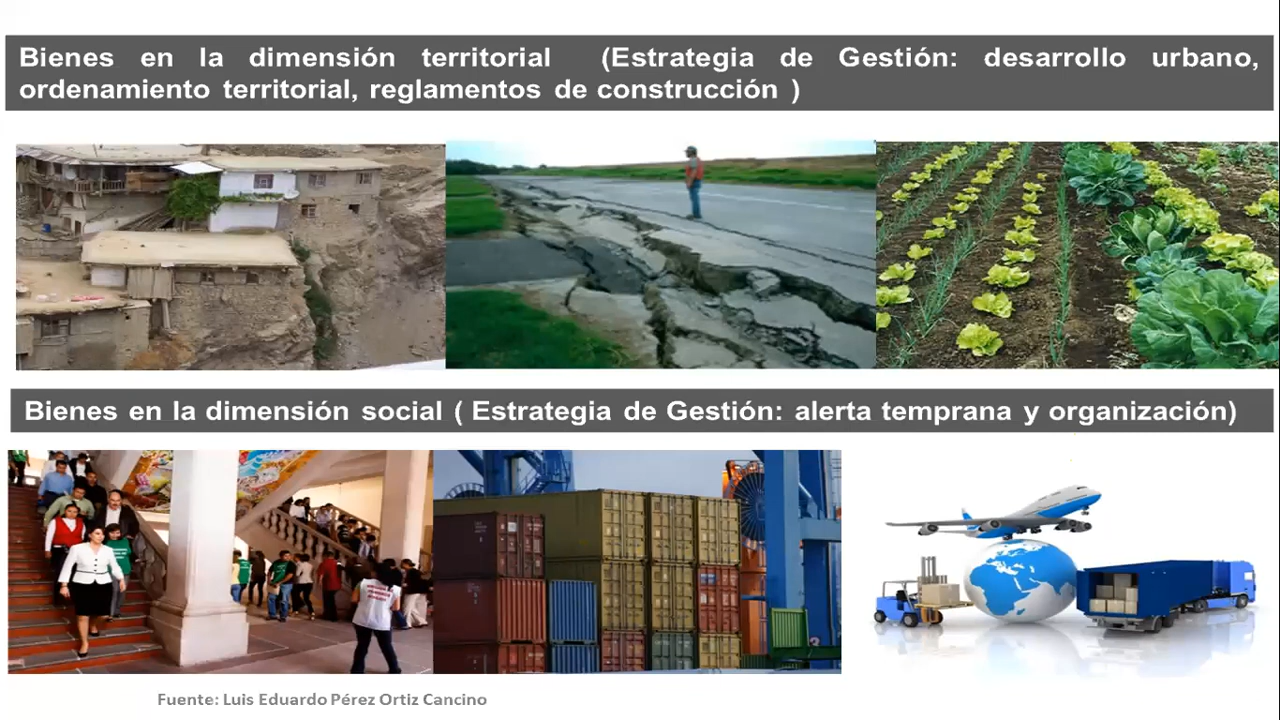 Bienes en la dimensión territorial (Estrategia de Gestión: desarrollo urbano,
ordenamiento territorial, reglamentos de construcción )
Bienes en la dimensión social ( Estrategia de Gestión: alerta temprana y organización)
Fuente: Luis Eduardo Pérez Ortiz Cancino